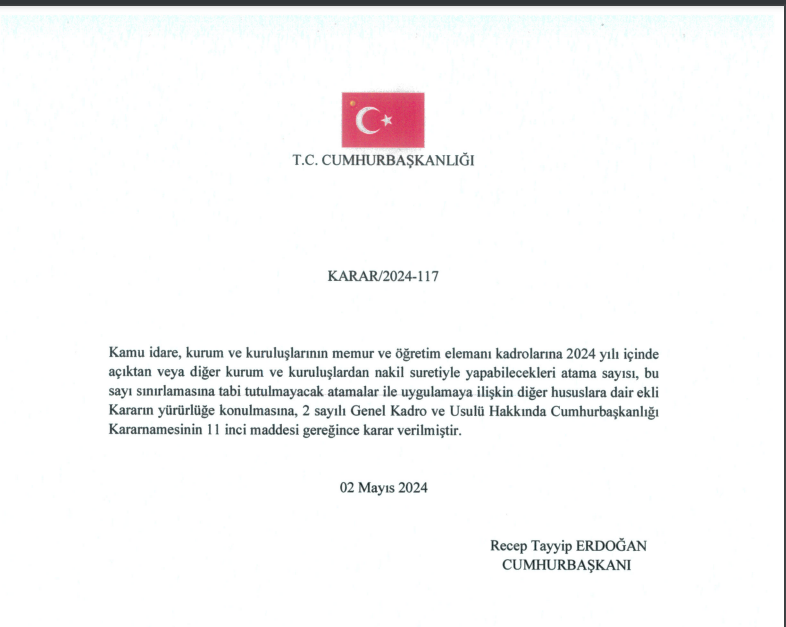 T.C. CUMHURBAŞKANLIĞI
KARAR/2024-117
Kamu idare, kurum ve kuruluşlarının memur ve öğretim elemanı kadrolarına 2024 yılı içinde
açıktan veya diğer kurum ve kuruluşlardan nakil suretiyle yapabilecekleri atama sayısı, bu
sayı sınırlamasına tabi tutulmayacak atamalar ile uygulamaya ilişkin diğer hususlara dair ekli
Kararın yürürlüğe konulmasına, 2 sayılı Genel Kadro ve Usulü Hakkında Cumhurbaşkanlığı
Kararnamesinin 11 inci maddesi gereğince karar verilmiştir.
02 Mayıs 2024
Recep Tayyip ERDOĞAN
CUMHURBAŞKANI